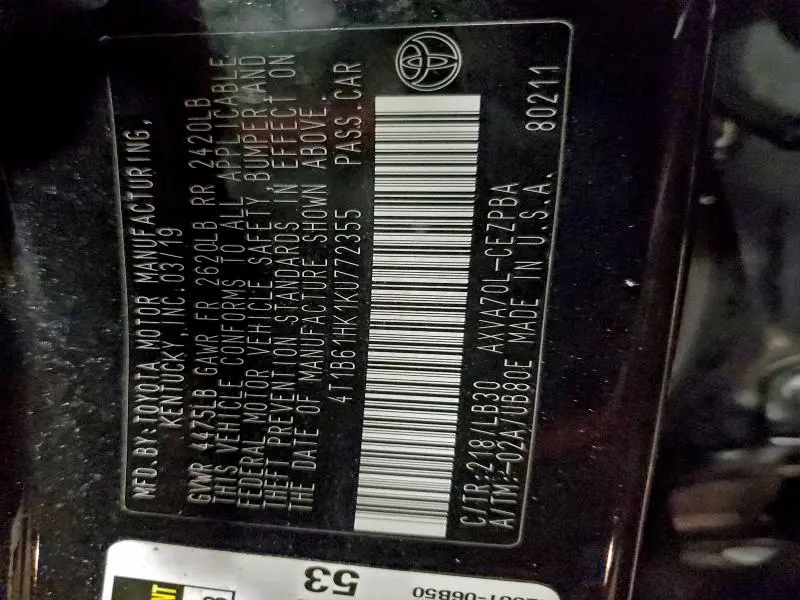 MFD.BY:TOYOTA MOTOR MANUFACTURING,
KENTUCKY, INC. 03/19
GVWR 4475LB GAWR FR 2620LB RR 2420LB
THIS VEHICLE CONFORMS TO ALL APPLICABLE
FEDERAL MOTOR VEHICLE SAFETY BUMPER, AND
THEFT PREVENTION STANDARDS IN EFFECT ON
THE DATE OF MANUFACTURE SHOWN ABOVE.
4T1B61HK1KU772355 PASS.CAR
C/TR:218/LB30 AXVA70L-CEZPBA
A/TM:-02A/UB80E MADE IN U.S.A. 80211
53